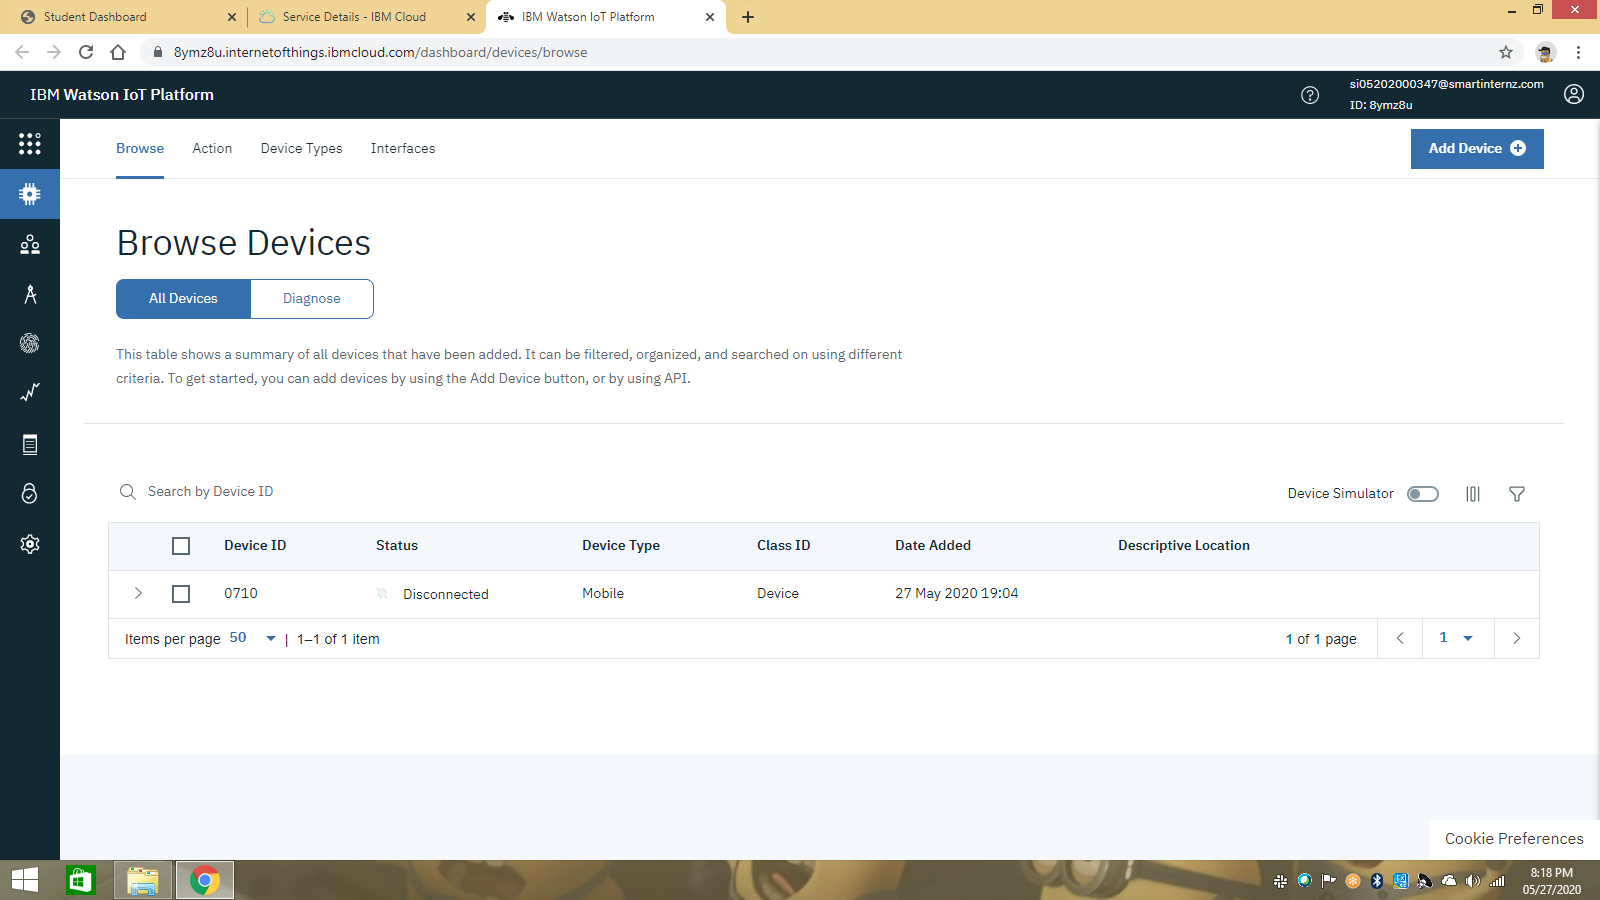 Student Dashboard
Service Details - IBM Cloud
IBM Watson IoT Platform
8ymz8u.internetofthings.ibmcloud.com/dashboard/devices/browse
IBM Watson IoT Platform
si05202000347@smartinternz.com
ID: 8ymz8u
Browse Action Device Types Interfaces
Add Device
Browse Devices
All Devices Diagnose
This table shows a summary of all devices that have been added. It can be filtered, organized, and searched on using different
criteria. To get started, you can add devices by using the Add Device button, or by using API.
Search by Device ID
Device Simulator
Device ID Status Device Type Class ID Date Added Descriptive Location
0710 Disconnected Mobile Device 27 May 2020 19:04
Items per page 50 | 1–1 of 1 item
1 of 1 page
1
Cookie Preferences
8:18 PM
05/27/2020